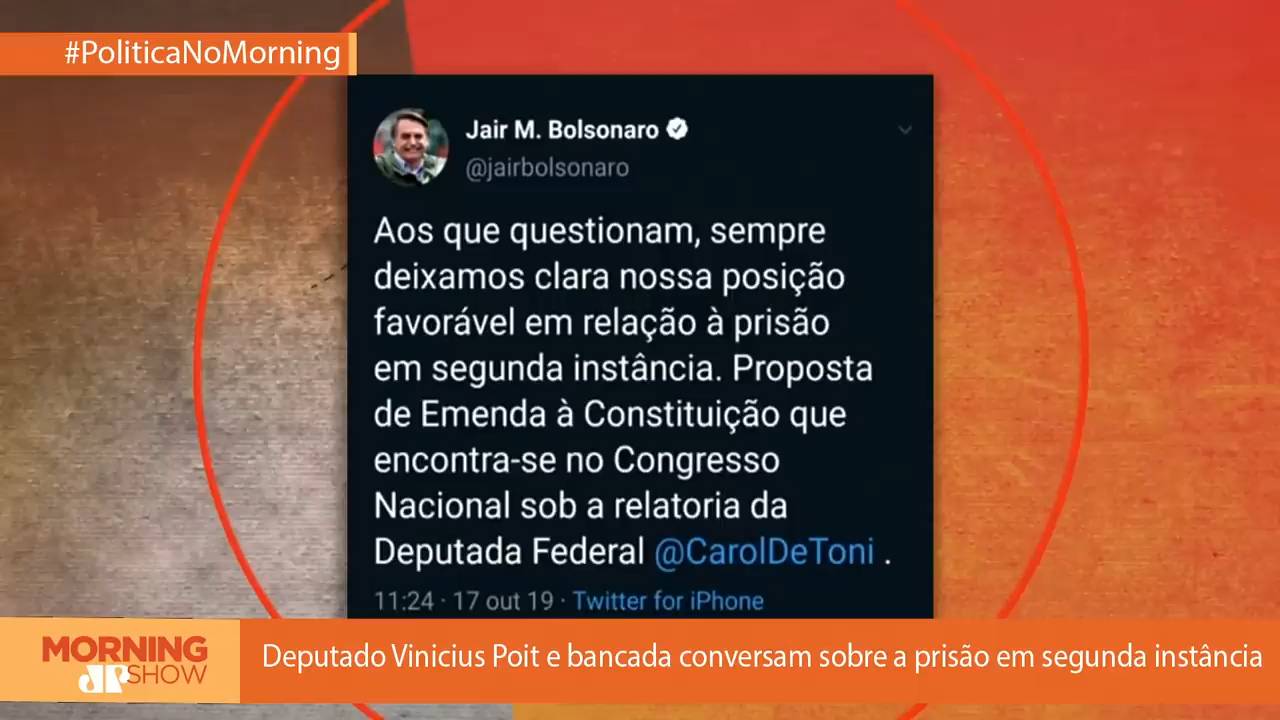 #PoliticaNoMorning
Jair M. Bolsonaro
@jairbolsonaro
Aos que questionam, sempre
deixamos clara nossa posição
favorável em relação à prisão
em segunda instância. Proposta
de Emenda à Constituição que
encontra-se no Congresso
Nacional sob a relatoria da
Deputada Federal @CarolDeToni .
11:24 · 17 out 19 · Twitter for iPhone
MORNING
JP SHOW
Deputado Vinicius Poit e bancada conversam sobre a prisão em segunda instância